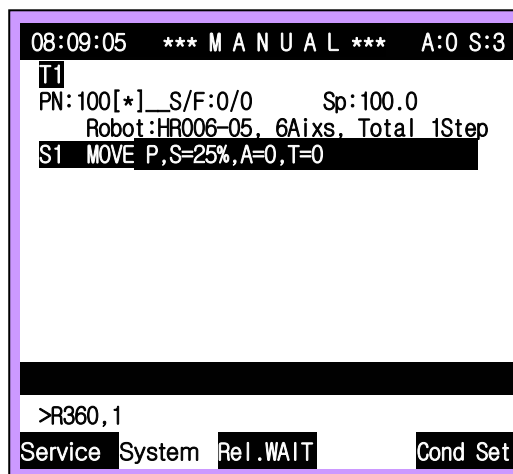 08:09:05 *** M A N U A L *** A:0 S:3
T1
PN:100[*]__S/F:0/0 Sp:100.0
Robot:HR006-05, 6Aixs, Total 1Step
S1 MOVE P,S=25%,A=0,T=0
>R360,1
Service System Rel.WAIT Cond Set